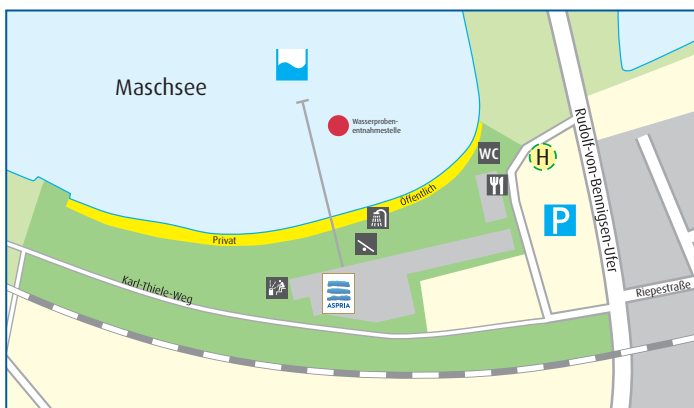 Maschsee
Wasserproben-
entnahmestelle
WC
H
Rudolf-von-Bennigsen-Ufer
Öffentlich
P
Privat
Karl-Thiele-Weg
ASPRIA
Riepestraße